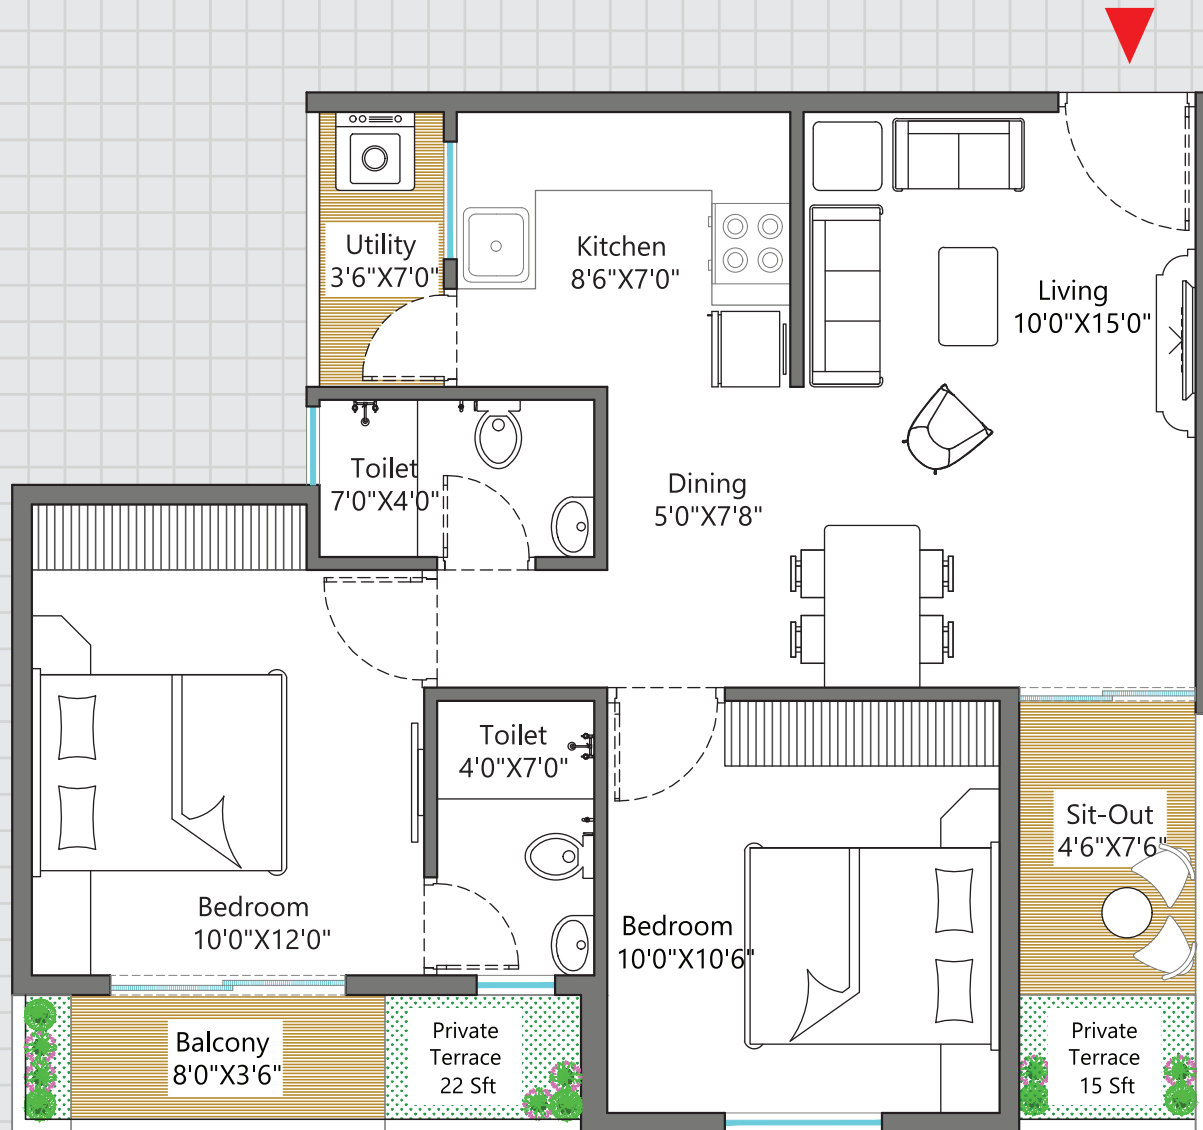 Utility
3'6"X7'0"
Kitchen
8'6"X7'0"
Living
10'0"X15'0"
Toilet
7'0"X4'0"
Dining
5'0"X7'8"
Toilet
4'0"X7'0"
Sit-Out
4'6"X7'6"
Bedroom
10'0"X12'0"
Bedroom
10'0"X10'6"
Balcony
8'0"X3'6"
Private
Terrace
22 Sft
Private
Terrace
15 Sft